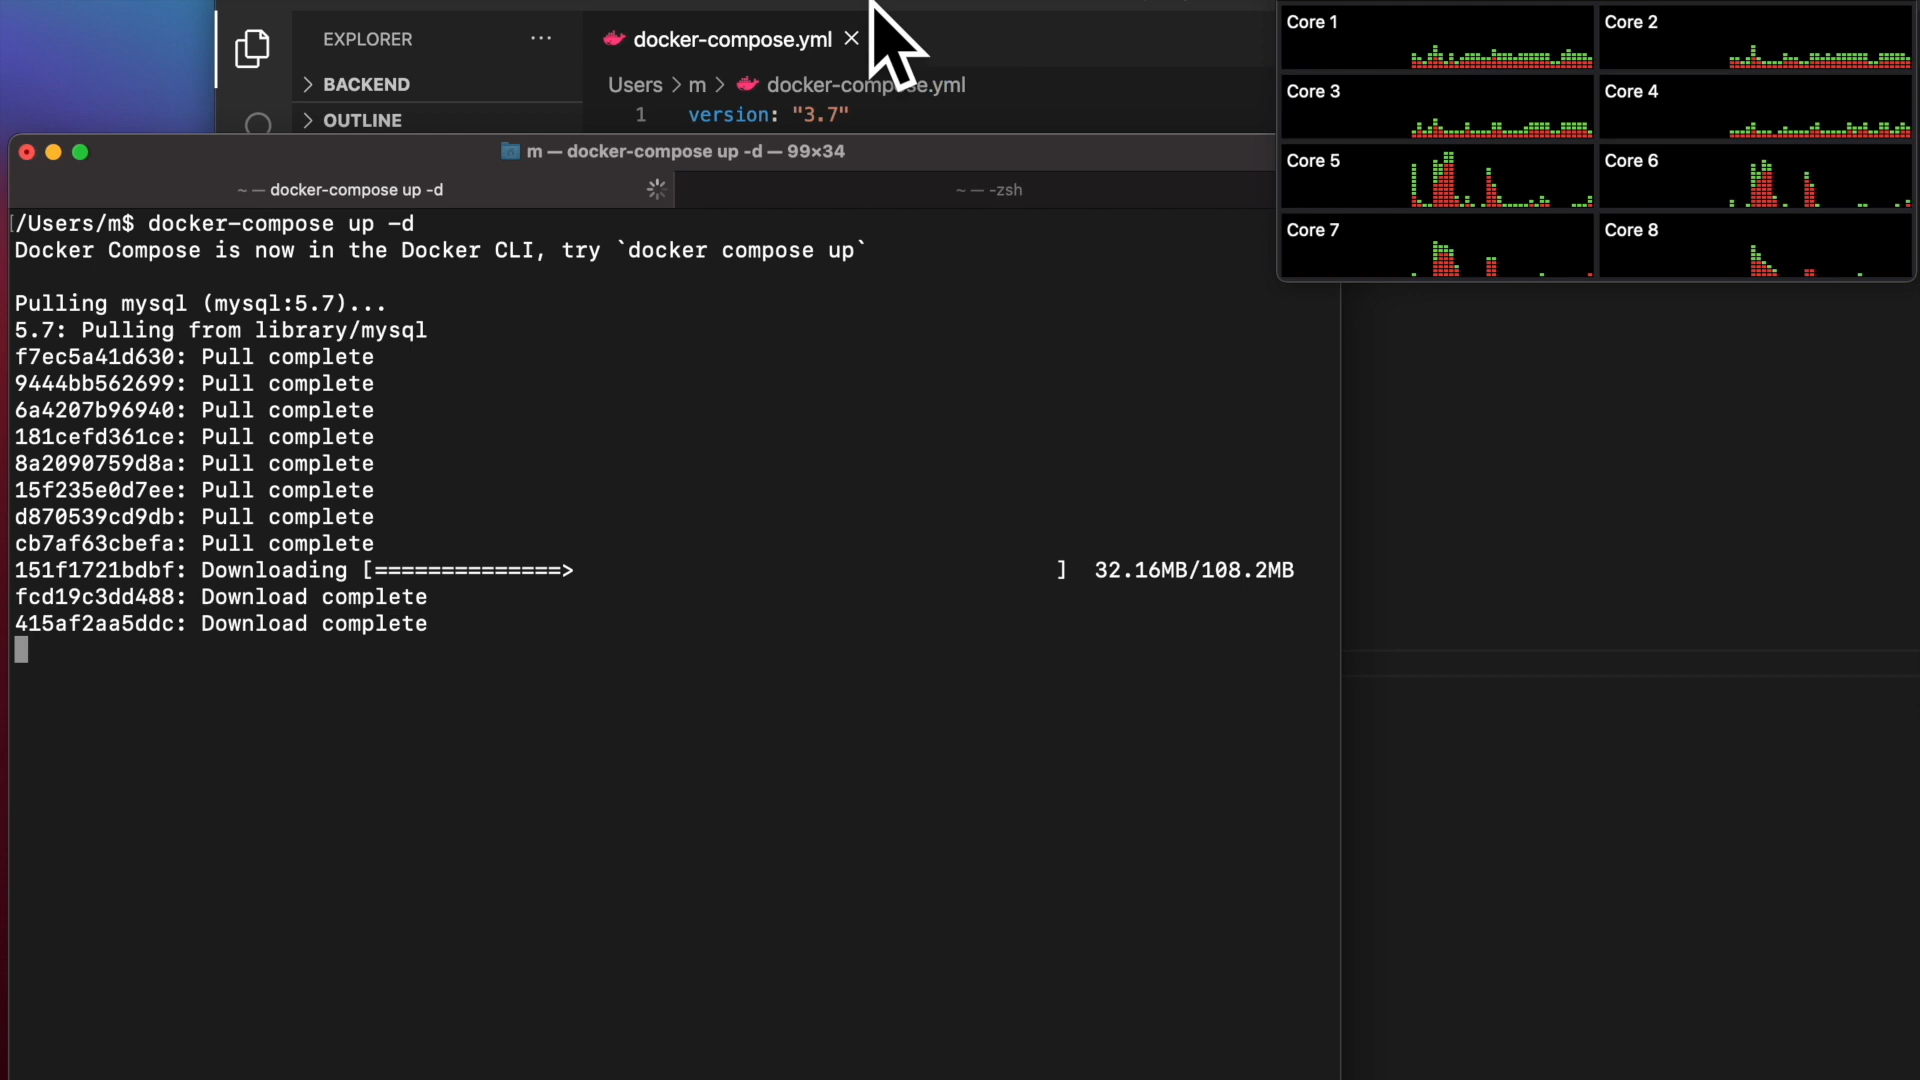 EXPLORER ···
docker-compose.yml
BACKEND
Users > m > docker-compose.yml
OUTLINE
1 version: "3.7"
m — docker-compose up -d — 99×34
~ — docker-compose up -d
~ — -zsh
[/Users/m$ docker-compose up -d
Docker Compose is now in the Docker CLI, try `docker compose up`
Pulling mysql (mysql:5.7)...
5.7: Pulling from library/mysql
f7ec5a41d630: Pull complete
9444bb562699: Pull complete
6a4207b96940: Pull complete
181cefd361ce: Pull complete
8a2090759d8a: Pull complete
15f235e0d7ee: Pull complete
d870539cd9db: Pull complete
cb7af63cbefa: Pull complete
151f1721bdbf: Downloading [==============> ] 32.16MB/108.2MB
fcd19c3dd488: Download complete
415af2aa5ddc: Download complete
Core 1
Core 2
Core 3
Core 4
Core 5
Core 6
Core 7
Core 8